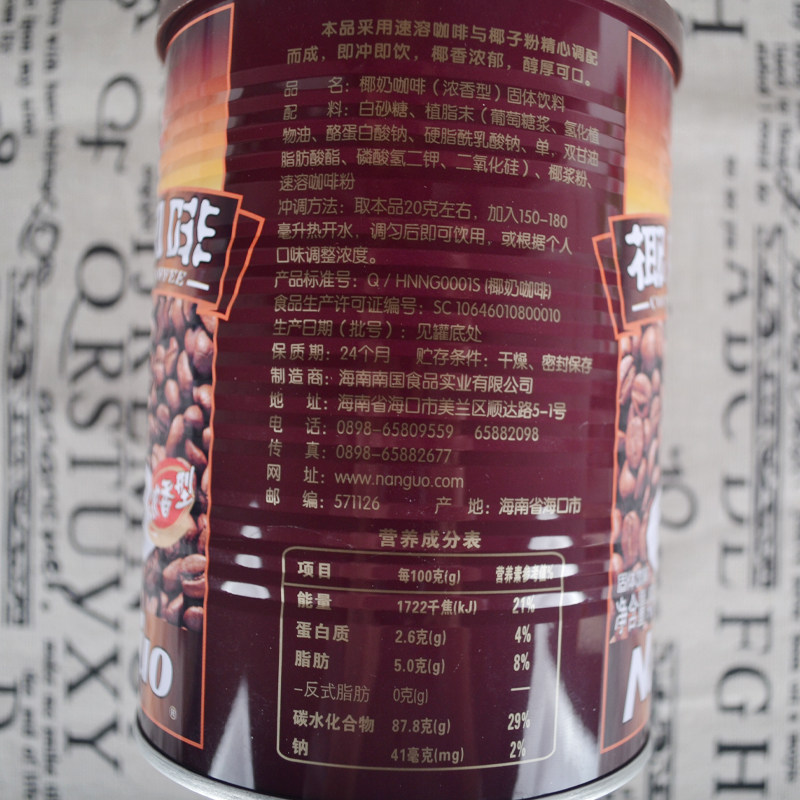 本品采用速溶咖啡与椰子粉精心调配
而成，即冲即饮，椰香浓郁，醇厚可口。
品 名：椰奶咖啡（浓香型）固体饮料
配 料：白砂糖、植脂末（葡萄糖浆、氢化植
物油、酪蛋白酸钠、硬脂酰乳酸钠、单，双甘油
脂肪酸酯、磷酸氢二钾、二氧化硅）、椰浆粉、
速溶咖啡粉
冲调方法：取本品20克左右，加入150-180
毫升热开水，调匀后即可饮用，或根据个人
口味调整浓度。
产品标准号：Q/HNNG0001S (椰奶咖啡)
食品生产许可证编号：SC 10646010800010
生产日期（批号）：见罐底处
保质期：24个月 贮存条件：干燥、密封保存
制造商：海南南国食品实业有限公司
地 址：海南省海口市美兰区顺达路5-1号
电 话：0898-65809559 65882098
传 真：0898-65882677
网 址：www.nanguo.com
邮 编：571126 产 地：海南省海口市
营养成分表
项目 每100克(g) 营养素参考值%
能量 1722千焦(kJ) 21%
蛋白质 2.6克(g) 4%
脂肪 5.0克(g) 8%
–反式脂肪 0克(g) —
碳水化合物 87.8克(g) 29%
钠 41毫克(mg) 2%
啡
香型
®
椰
QRSTUVXY
ABCDEFGH